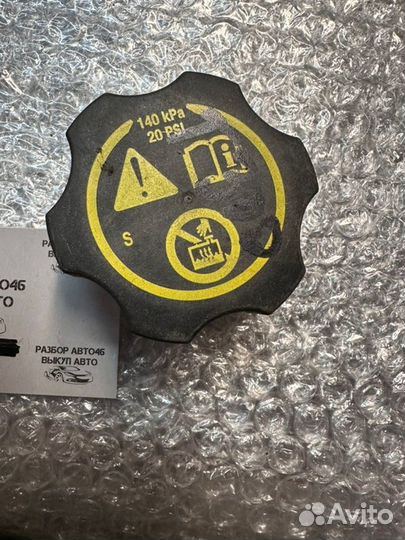 140 kPa
20 PSI
i
S
РАЗБОР АВТО46
ВЫКУП АВТО
Avito